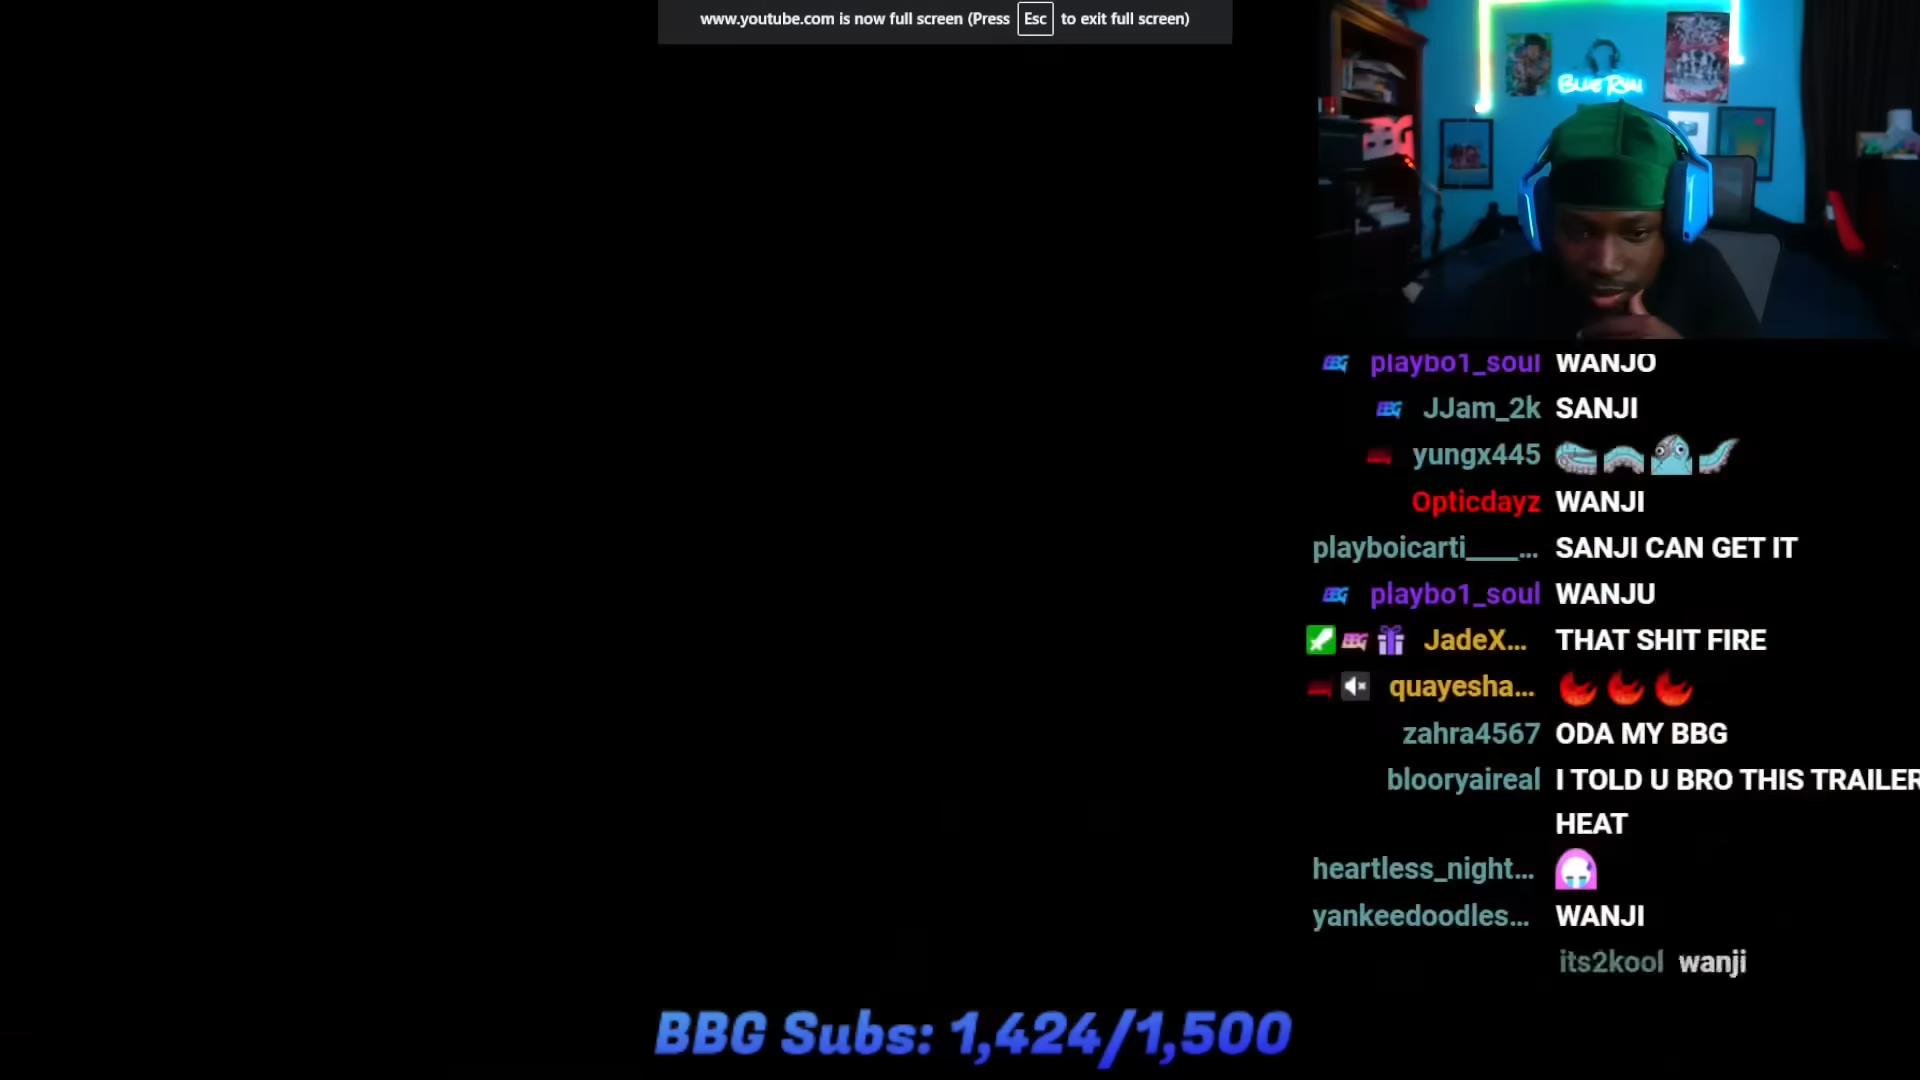 www.youtube.com is now full screen (Press Esc to exit full screen)
playbo1_soul WANJO
JJam_2k SANJI
yungx445
Opticdayz WANJI
playboicarti____… SANJI CAN GET IT
playbo1_soul WANJU
JadeX… THAT SHIT FIRE
quayesha…
zahra4567 ODA MY BBG
blooryaireal I TOLD U BRO THIS TRAILER
HEAT
heartless_night…
yankeedoodles… WANJI
its2kool wanji
BBG Subs: 1,424/1,500